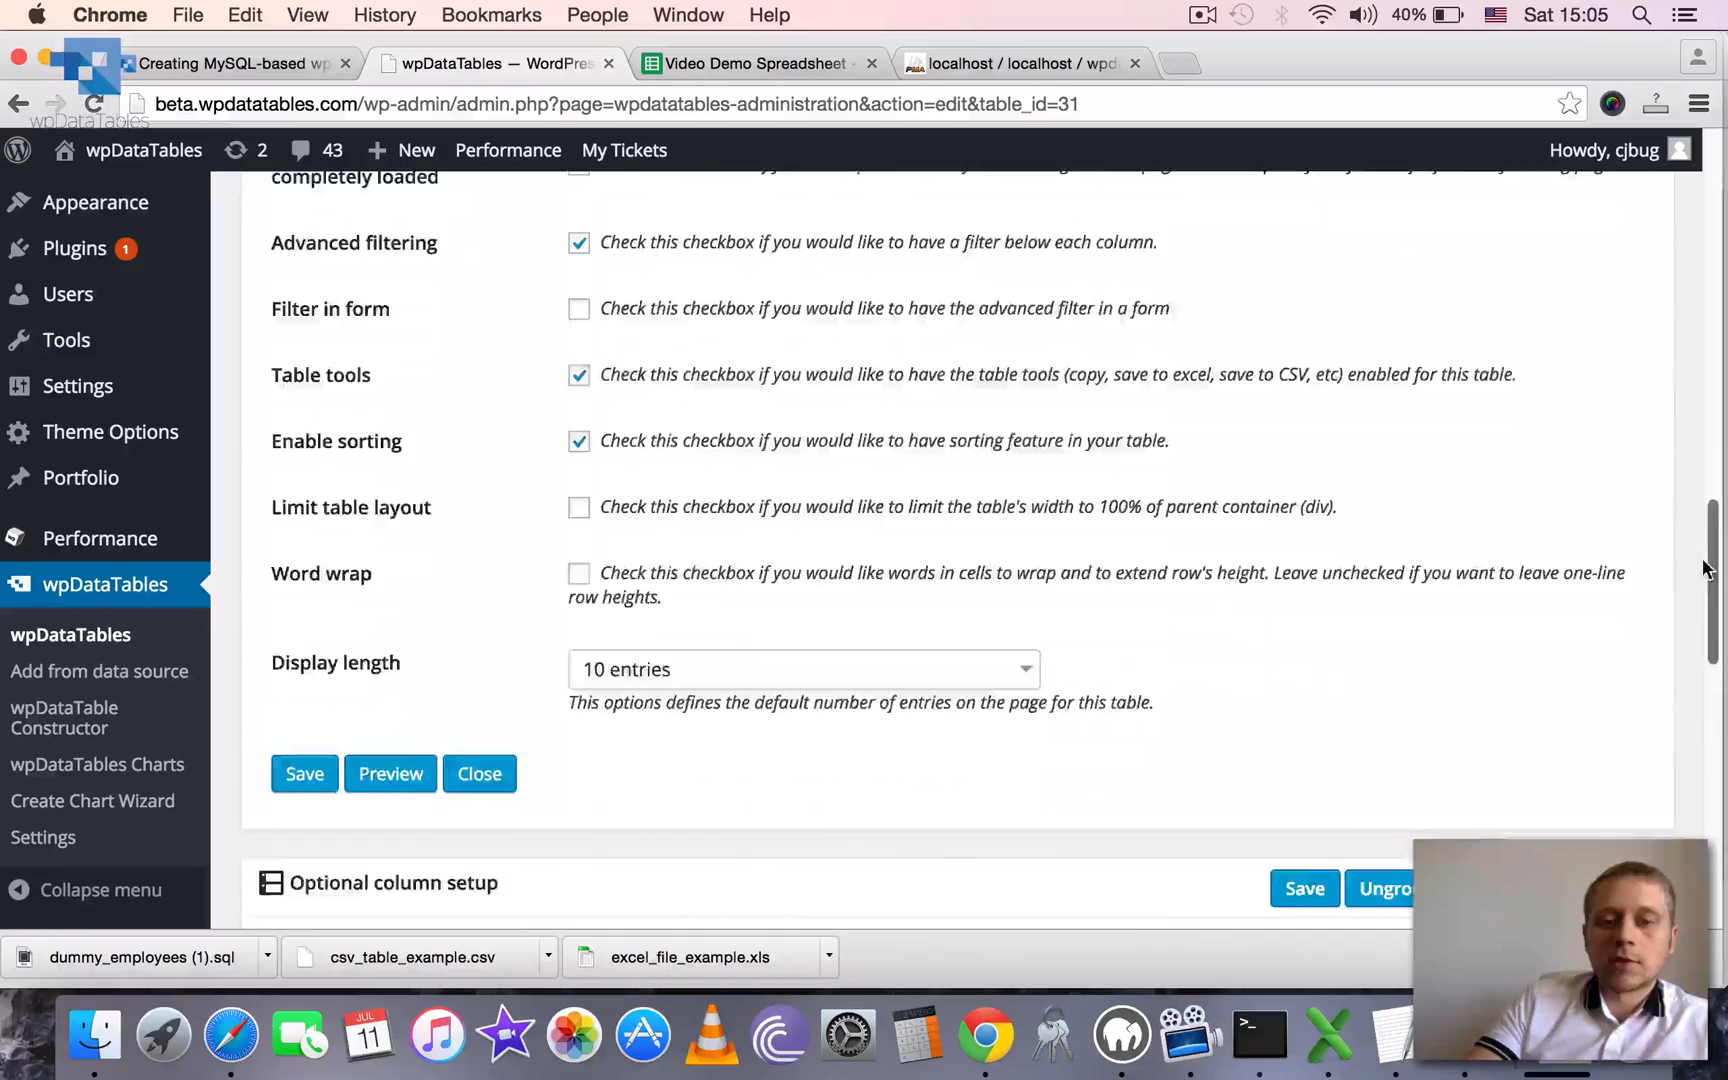 Chrome File Edit View History Bookmarks People Window Help 40% Sat 15:05
Creating MySQL-based wp wpDataTables — WordPres Video Demo Spreadsheet - localhost / localhost / wpd
beta.wpdatatables.com/wp-admin/admin.php?page=wpdatatables-administration&action=edit&table_id=31
wpDataTables
wpDataTables 2 43 New Performance My Tickets Howdy, cjbug
completely loaded
Appearance
Plugins 1
Users
Tools
Settings
Theme Options
Portfolio
Performance
wpDataTables
wpDataTables
Add from data source
wpDataTable
Constructor
wpDataTables Charts
Create Chart Wizard
Settings
Collapse menu
Advanced filtering Check this checkbox if you would like to have a filter below each column.
Filter in form Check this checkbox if you would like to have the advanced filter in a form
Table tools Check this checkbox if you would like to have the table tools (copy, save to excel, save to CSV, etc) enabled for this table.
Enable sorting Check this checkbox if you would like to have sorting feature in your table.
Limit table layout Check this checkbox if you would like to limit the table's width to 100% of parent container (div).
Word wrap Check this checkbox if you would like words in cells to wrap and to extend row's height. Leave unchecked if you want to leave one-line
row heights.
Display length 10 entries
This options defines the default number of entries on the page for this table.
Save Preview Close
Optional column setup Save Ungro
dummy_employees (1).sql csv_table_example.csv excel_file_example.xls
JUL
11